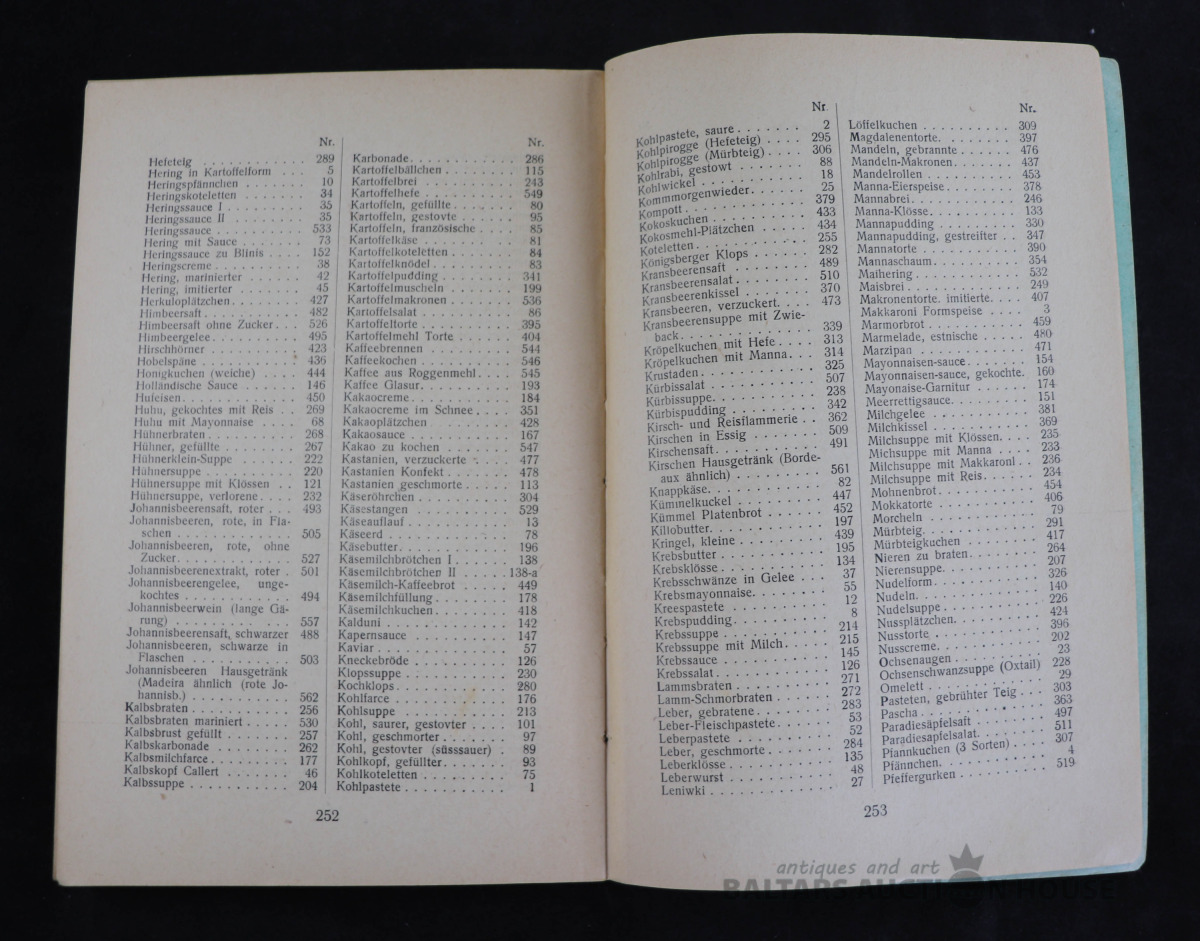 Nr.
Hefeteig . . . . . . . . . . 289
Hering in Kartoffelform . . . 5
Heringspfännchen . . . . . . 10
Heringskoteletten . . . . . . 34
Heringssauce I . . . . . . . . 35
Heringssauce II . . . . . . . 35
Heringssauce . . . . . . . . . 533
Hering mit Sauce . . . . . . . 73
Heringssauce zu Blinis . . . . 152
Heringscreme . . . . . . . . . 38
Hering, marinierter . . . . . 42
Hering, imitierter . . . . . . 45
Herkuloplätzchen . . . . . . . 427
Himbeersaft . . . . . . . . . 482
Himbeersaft ohne Zucker . . . 526
Himbeergelee . . . . . . . . . 495
Hirschhörner . . . . . . . . . 423
Hobelspäne . . . . . . . . . . 436
Honigkuchen (weiche) . . . . . 444
Holländische Sauce . . . . . . 146
Hufeisen . . . . . . . . . . . 450
Huhu, gekochtes mit Reis . . . 269
Huhu mit Mayonnaise . . . . . 68
Hühnerbraten . . . . . . . . . 268
Hühner, gefüllte . . . . . . . 267
Hühnerklein-Suppe . . . . . . 222
Hühnersuppe . . . . . . . . . 220
Hühnersuppe mit Klössen . . . 121
Hühnersuppe, verlorene . . . . 232
Johannisbeerensaft, roter . . 493
Johannisbeeren, rote, in Fla-
schen . . . . . . . . . . . . 505
Johannisbeeren, rote, ohne
Zucker . . . . . . . . . . . . 527
Johannisbeerenextrakt, roter . 501
Johannisbeerengelee, unge-
kochtes . . . . . . . . . . . 494
Johannisbeerwein (lange Gä-
rung) . . . . . . . . . . . . 557
Johannisbeerensaft, schwarzer 488
Johannisbeeren, schwarze in
Flaschen . . . . . . . . . . . 503
Johannisbeeren Hausgetränk
(Madeira ähnlich (rote Jo-
hannisb.) . . . . . . . . . . 562
Kalbsbraten . . . . . . . . . 256
Kalbsbraten mariniert . . . . 530
Kalbsbrust gefüllt . . . . . . 257
Kalbskarbonade . . . . . . . . 262
Kalbsmilchfarce . . . . . . . 177
Kalbskopf Callert . . . . . . 46
Kalbssuppe . . . . . . . . . . 204
Nr.
Karbonade . . . . . . . . . . 286
Kartoffelbällchen . . . . . . 115
Kartoffelbrei . . . . . . . . 243
Kartoffelhefe . . . . . . . . 549
Kartoffeln, gefüllte . . . . . 80
Kartoffeln, gestovte . . . . . 95
Kartoffeln, französische . . . 85
Kartoffelkäse . . . . . . . . 81
Kartoffelkoteletten . . . . . 84
Kartoffelknödel . . . . . . . 83
Kartoffelpudding . . . . . . . 341
Kartoffelmuscheln . . . . . . 199
Kartoffelmakronen . . . . . . 536
Kartoffelsalat . . . . . . . . 86
Kartoffeltorte . . . . . . . . 395
Kartoffelmehl Torte . . . . . 404
Kaffeebrennen . . . . . . . . 544
Kaffeekochen . . . . . . . . . 546
Kaffee aus Roggenmehl . . . . 545
Kaffee Glasur . . . . . . . . 193
Kakaocreme . . . . . . . . . . 184
Kakaocreme im Schnee . . . . . 351
Kakaoplätzchen . . . . . . . . 428
Kakaosauce . . . . . . . . . . 167
Kakao zu kochen . . . . . . . 547
Kastanien, verzuckerte . . . . 477
Kastanien Konfekt . . . . . . 478
Kastanien geschmorte . . . . . 113
Käseröhrchen . . . . . . . . . 304
Käsestangen . . . . . . . . . 529
Käseauflauf . . . . . . . . . 13
Käseerd . . . . . . . . . . . 78
Käsebutter . . . . . . . . . . 196
Käsemilchbrötchen I . . . . . 138
Käsemilchbrötchen II . . . . . 138-a
Käsemilch-Kaffeebrot . . . . . 449
Käsemilchfüllung . . . . . . . 178
Käsemilchkuchen . . . . . . . 418
Kalduni . . . . . . . . . . . 142
Kapernsauce . . . . . . . . . 147
Kaviar . . . . . . . . . . . . 57
Kneckebröde . . . . . . . . . 126
Klopssuppe . . . . . . . . . . 230
Kochklops . . . . . . . . . . 280
Kohlfarce . . . . . . . . . . 176
Kohlsuppe . . . . . . . . . . 213
Kohl, saurer, gestovter . . . 101
Kohl, geschmorter . . . . . . 97
Kohl, gestovter (süssauer) . 89
Kohlkopf, gefüllter . . . . . 93
Kohlkoteletten . . . . . . . . 75
Kohlpastete . . . . . . . . . 1
252
Nr.
Kohlpastete, saure . . . . . . 2
Kohlpirogge (Hefeteig) . . . . 295
Kohlpirogge (Mürbteig) . . . . 306
Kohlrabi, gestowt . . . . . . 88
Kohlwickel . . . . . . . . . . 18
Kommmorgenwieder . . . . . . . 25
Kompott . . . . . . . . . . . 379
Kokoskuchen . . . . . . . . . 433
Kokosmehl-Plätzchen . . . . . 434
Koteletten . . . . . . . . . . 255
Königsberger Klops . . . . . . 282
Kransbeerensaft . . . . . . . 489
Kransbeerensalat . . . . . . . 510
Kransbeerenkissel . . . . . . 370
Kransbeeren, verzuckert . . . 473
Kransbeerensuppe mit Zwie-
back . . . . . . . . . . . . . 339
Kröpelkuchen mit Hefe . . . . 313
Kröpelkuchen mit Manna . . . . 314
Krustaden . . . . . . . . . . 325
Kürbissalat . . . . . . . . . 507
Kürbissuppe . . . . . . . . . 238
Kürbispudding . . . . . . . . 342
Kirsch- und Reisflammerie . . 362
Kirschen in Essig . . . . . . 509
Kirschensaft . . . . . . . . . 491
Kirschen Hausgetränk (Borde-
aux ähnlich) . . . . . . . . . 561
Knappkäse . . . . . . . . . . 82
Kümmelkuckel . . . . . . . . . 447
Kümmel Platenbrot . . . . . . 452
Killobutter . . . . . . . . . 197
Kringel, kleine . . . . . . . 439
Krebsbutter . . . . . . . . . 195
Krebsklösse . . . . . . . . . 134
Krebsschwänze in Gelee . . . . 37
Krebsmayonnaise . . . . . . . 55
Kreespastete . . . . . . . . . 12
Krebspudding . . . . . . . . . 8
Krebssuppe . . . . . . . . . . 214
Krebssuppe mit Milch . . . . . 215
Krebssauce . . . . . . . . . . 145
Krebssalat . . . . . . . . . . 126
Lammsbraten . . . . . . . . . 271
Lamm-Schmorbraten . . . . . . 272
Leber, gebratene . . . . . . . 283
Leber-Fleischpastete . . . . . 53
Leberpastete . . . . . . . . . 52
Leber, geschmorte . . . . . . 284
Leberklösse . . . . . . . . . 135
Leberwurst . . . . . . . . . . 48
Leniwki . . . . . . . . . . . 27
Nr.
Löffelkuchen . . . . . . . . . 309
Magdalenentorte . . . . . . . 397
Mandeln, gebrannte . . . . . . 476
Mandeln-Makronen . . . . . . . 437
Mandelrollen . . . . . . . . . 453
Manna-Eierspeise . . . . . . . 378
Mannabrei . . . . . . . . . . 246
Manna-Klösse . . . . . . . . . 133
Mannapudding . . . . . . . . . 330
Mannapudding, gestreifter . . 347
Mannatorte . . . . . . . . . . 390
Mannaschaum . . . . . . . . . 354
Maihering . . . . . . . . . . 532
Maisbrei . . . . . . . . . . . 249
Makronentorte. imitierte . . . 407
Makkaroni Formspeise . . . . . 3
Marmorbrot . . . . . . . . . . 459
Marmelade, estnische . . . . . 480
Marzipan . . . . . . . . . . . 471
Mayonnaisen-sauce . . . . . . 154
Mayonnaisen-sauce, gekochte. 160
Mayonaise-Garnitur . . . . . . 174
Meerrettigsauce . . . . . . . 151
Milchgelee . . . . . . . . . . 381
Milchkissel . . . . . . . . . 369
Milchsuppe mit Klössen . . . . 235
Michsuppe mit Manna . . . . . 233
Milchsuppe mit Makkaroni . . . 236
Milchsuppe mit Reis . . . . . 234
Mohnenbrot . . . . . . . . . . 454
Mokkatorte . . . . . . . . . . 406
Morcheln . . . . . . . . . . . 79
Mürbteig . . . . . . . . . . . 291
Mürbteigkuchen . . . . . . . . 417
Nieren zu braten . . . . . . . 264
Nierensuppe . . . . . . . . . 207
Nudelform . . . . . . . . . . 326
Nudeln . . . . . . . . . . . . 140
Nudelsuppe . . . . . . . . . . 226
Nussplätzchen . . . . . . . . 424
Nusstorte . . . . . . . . . . 396
Nusscreme . . . . . . . . . . 202
Ochsenaugen . . . . . . . . . 23
Ochsenschwanzsuppe (Oxtail) 228
Omelett . . . . . . . . . . . 29
Pasteten, gebrühter Teig . . . 303
Pascha . . . . . . . . . . . . 363
Paradiesäpfelsaft . . . . . . 497
Paradiesapfelsalat . . . . . . 511
Pfannkuchen (3 Sorten) . . . . 307
Pfännchen . . . . . . . . . . 4
Pfeffergurken . . . . . . . . 519
253
antiques and art
BALTARS AUCTION HOUSE